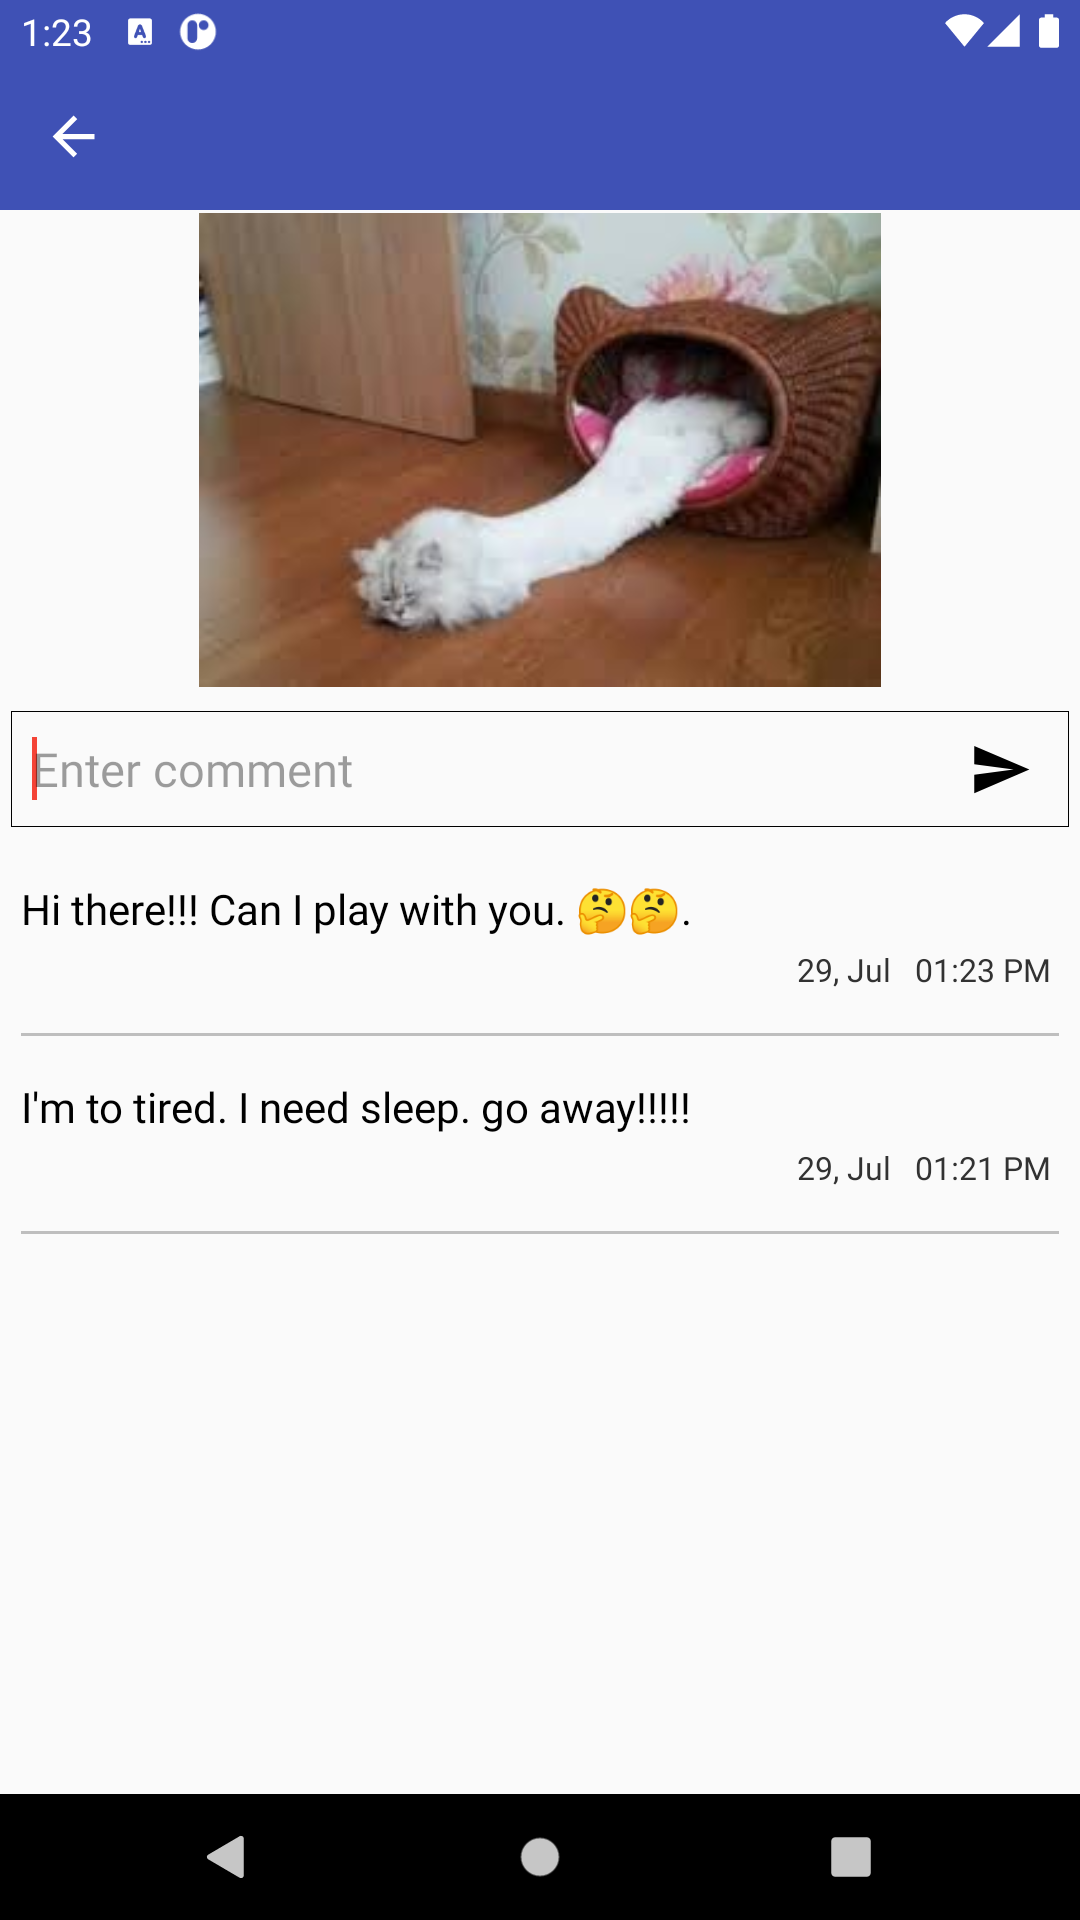 1:23
A
Enter comment
Hi there!!! Can I play with you. 🤔🤔.
29, Jul 01:23 PM
I'm to tired. I need sleep. go away!!!!!
29, Jul 01:21 PM